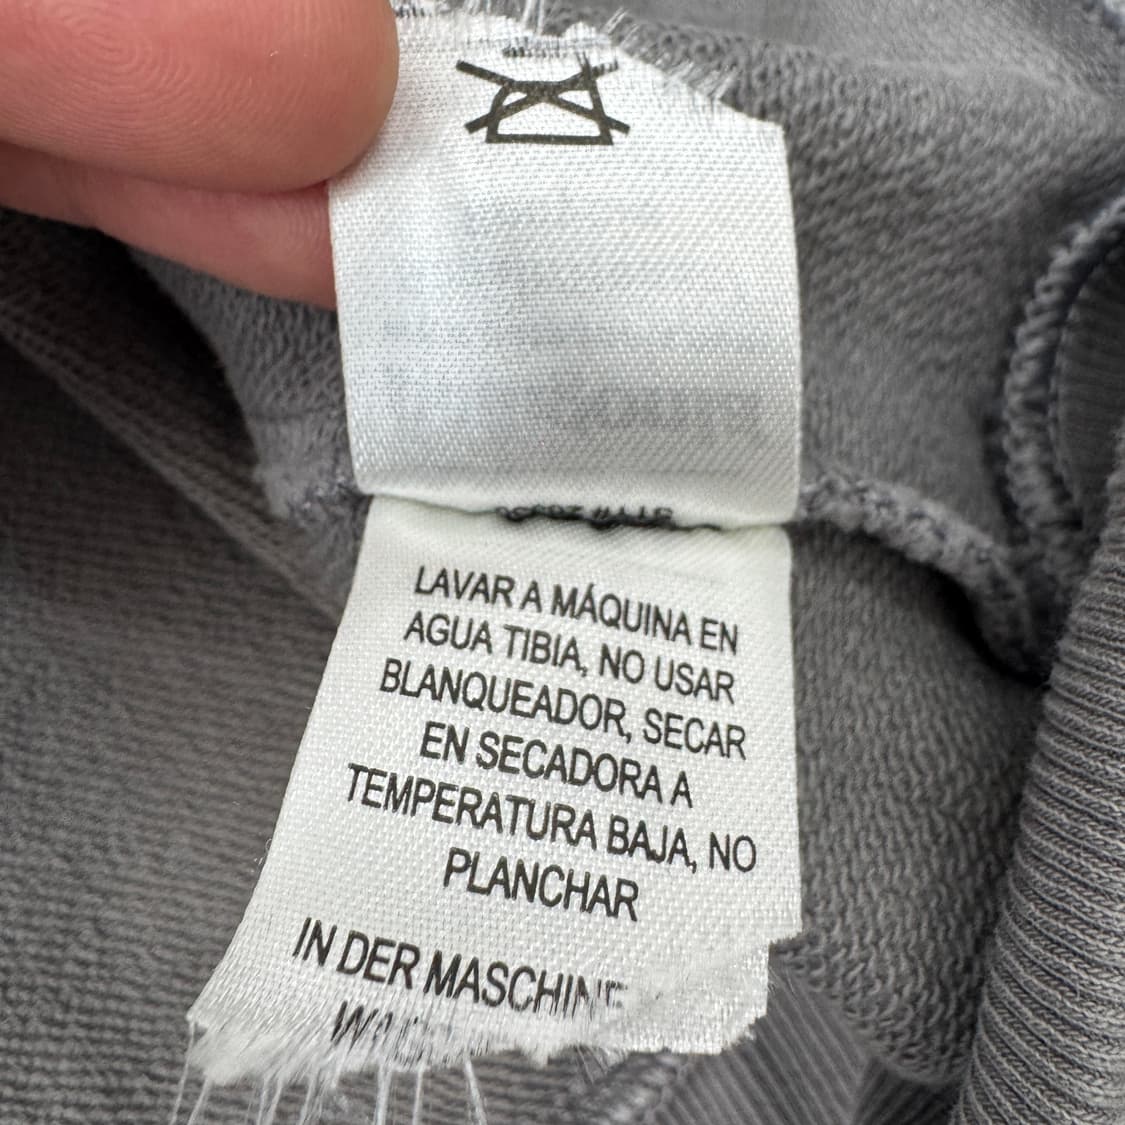 LAVAR A MÁQUINA EN
AGUA TIBIA, NO USAR
BLANQUEADOR, SECAR
EN SECADORA A
TEMPERATURA BAJA, NO
PLANCHAR
IN DER MASCHINE